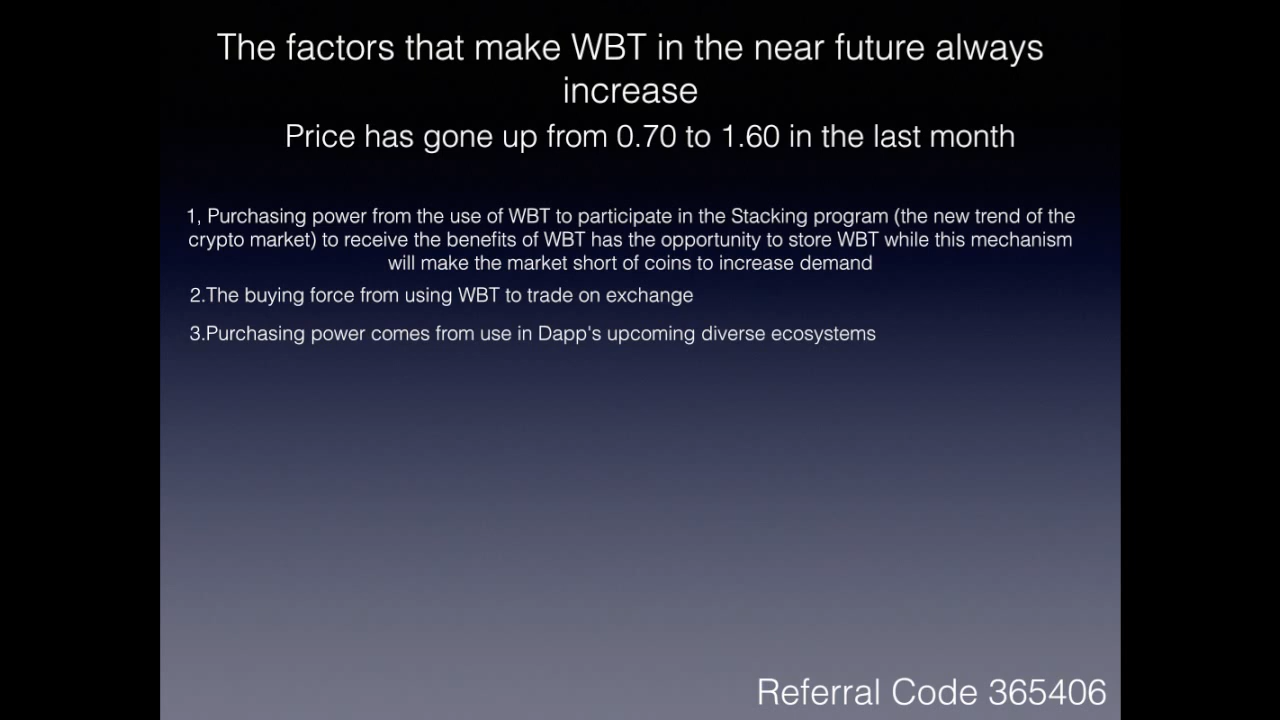 The factors that make WBT in the near future always
increase
Price has gone up from 0.70 to 1.60 in the last month
1, Purchasing power from the use of WBT to participate in the Stacking program (the new trend of the
crypto market) to receive the benefits of WBT has the opportunity to store WBT while this mechanism
will make the market short of coins to increase demand
2.The buying force from using WBT to trade on exchange
3.Purchasing power comes from use in Dapp's upcoming diverse ecosystems
Referral Code 365406